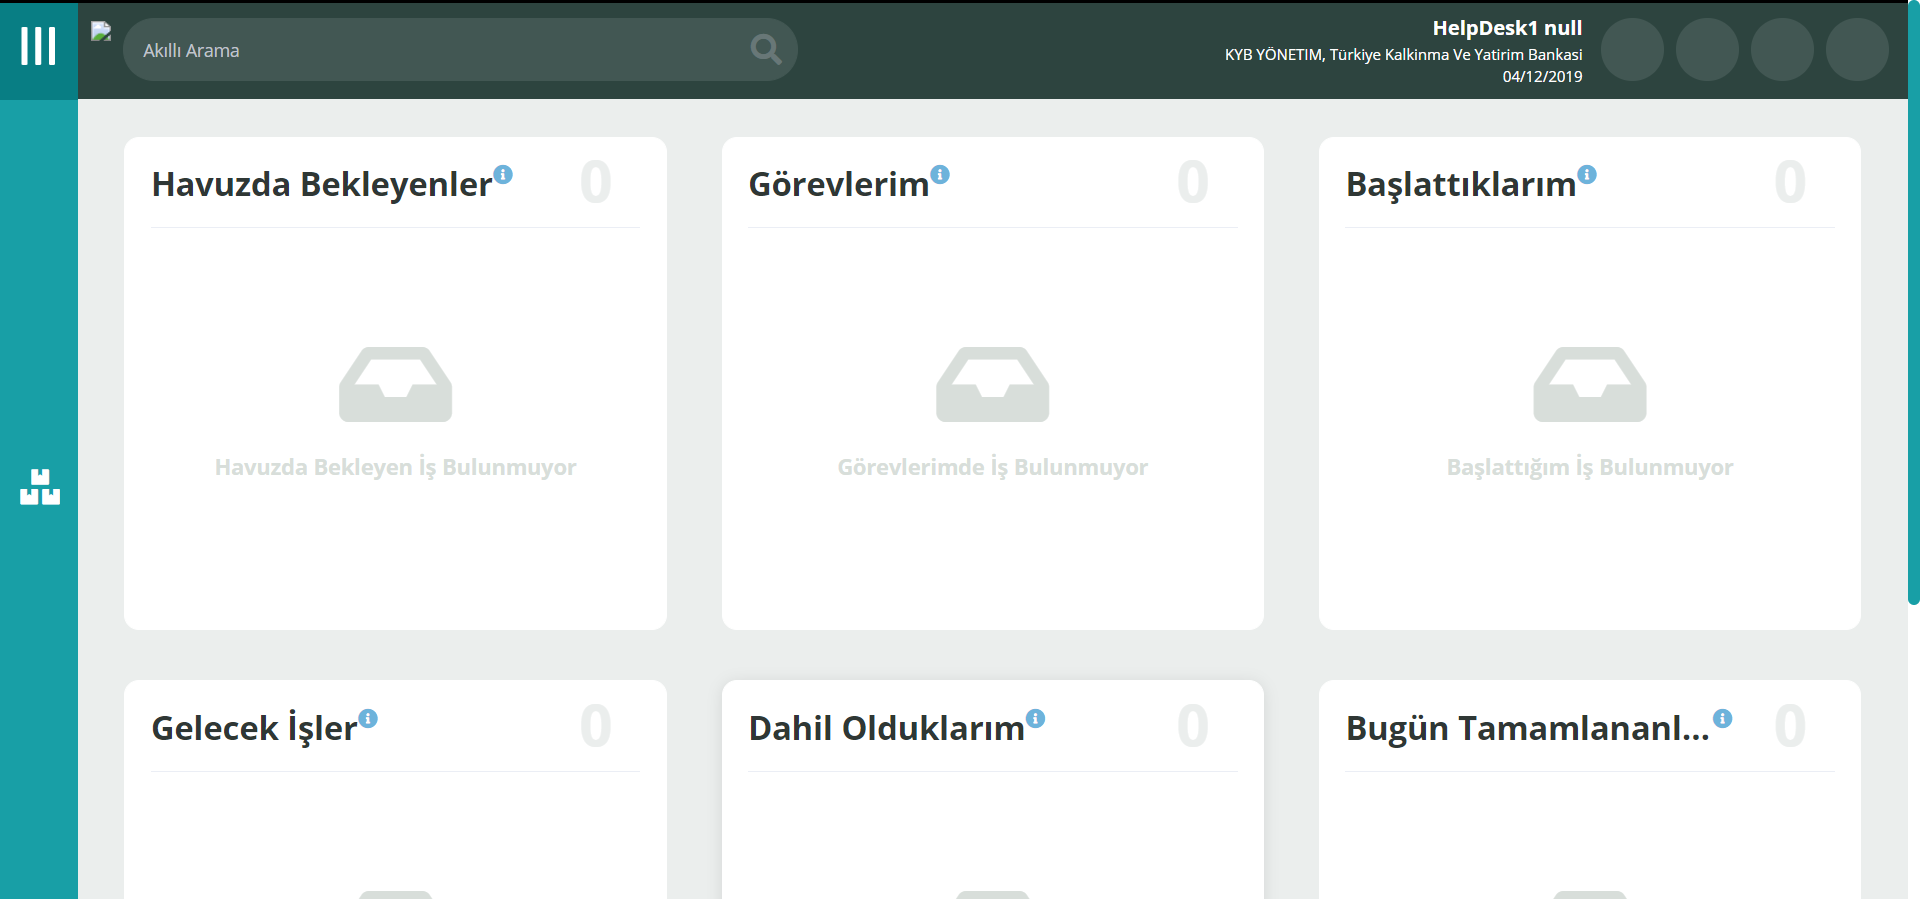 Akıllı Arama
HelpDesk1 null
KYB YÖNETIM, Türkiye Kalkinma Ve Yatirim Bankasi
04/12/2019
Havuzda Bekleyenler 0
Havuzda Bekleyen İş Bulunmuyor
Görevlerim 0
Görevlerimde İş Bulunmuyor
Başlattıklarım 0
Başlattığım İş Bulunmuyor
Gelecek İşler 0
Dahil Olduklarım 0
Bugün Tamamlananl... 0